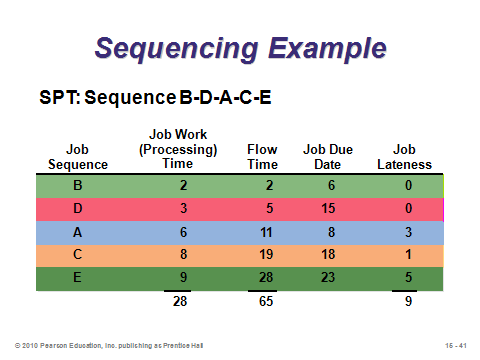 Sequencing Example
SPT: Sequence B-D-A-C-E
Job Sequence Job Work (Processing) Time Flow Time Job Due Date Job Lateness
B 2 2 6 0
D 3 5 15 0
A 6 11 8 3
C 8 19 18 1
E 9 28 23 5
28 65 9
© 2010 Pearson Education, Inc. publishing as Prentice Hall 15 - 41